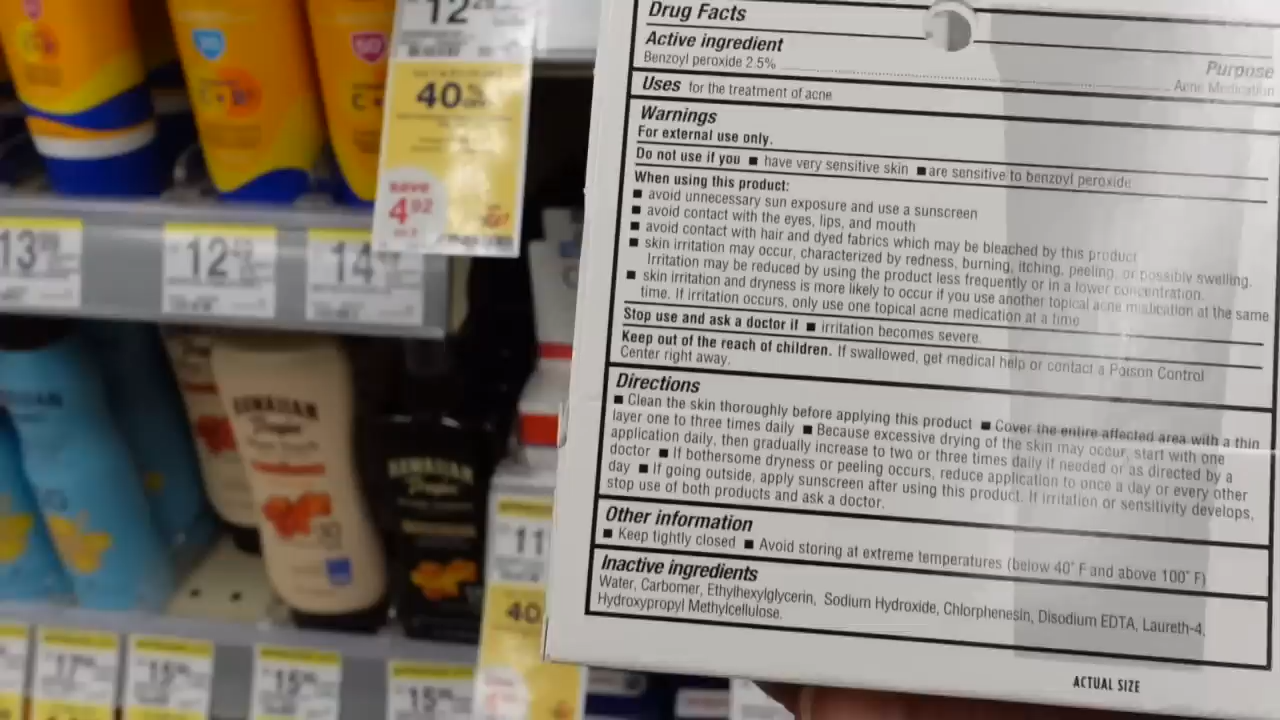 Drug Facts
Active ingredient
Purpose
Benzoyl peroxide 2.5%
Acne Medication
Uses for the treatment of acne
Warnings
For external use only.
Do not use if you ■ have very sensitive skin ■ are sensitive to benzoyl peroxide
When using this product:
■ avoid unnecessary sun exposure and use a sunscreen
■ avoid contact with the eyes, lips, and mouth
■ avoid contact with hair and dyed fabrics which may be bleached by this product
■ skin irritation may occur, characterized by redness, burning, itching, peeling, or possibly swelling.
Irritation may be reduced by using the product less frequently or in a lower concentration.
■ skin irritation and dryness is more likely to occur if you use another topical acne medication at the same
time. If irritation occurs, only use one topical acne medication at a time
Stop use and ask a doctor if ■ irritation becomes severe.
Keep out of the reach of children. If swallowed, get medical help or contact a Poison Control
Center right away.
Directions
■ Clean the skin thoroughly before applying this product ■ Cover the entire affected area with a thin
layer one to three times daily ■ Because excessive drying of the skin may occur, start with one
application daily, then gradually increase to two or three times daily if needed or as directed by a
doctor ■ If bothersome dryness or peeling occurs, reduce application to once a day or every other
day ■ If going outside, apply sunscreen after using this product. If irritation or sensitivity develops,
stop use of both products and ask a doctor.
Other information
■ Keep tightly closed ■ Avoid storing at extreme temperatures (below 40° F and above 100° F)
Inactive ingredients
Water, Carbomer, Ethylhexylglycerin, Sodium Hydroxide, Chlorphenesin, Disodium EDTA, Laureth-4,
Hydroxypropyl Methylcellulose.
ACTUAL SIZE
12
40%
save
4.92
13
12
14
HAWAIIAN
Tropic
HAWAIIAN
Tropic
11
40
17
15
15
15